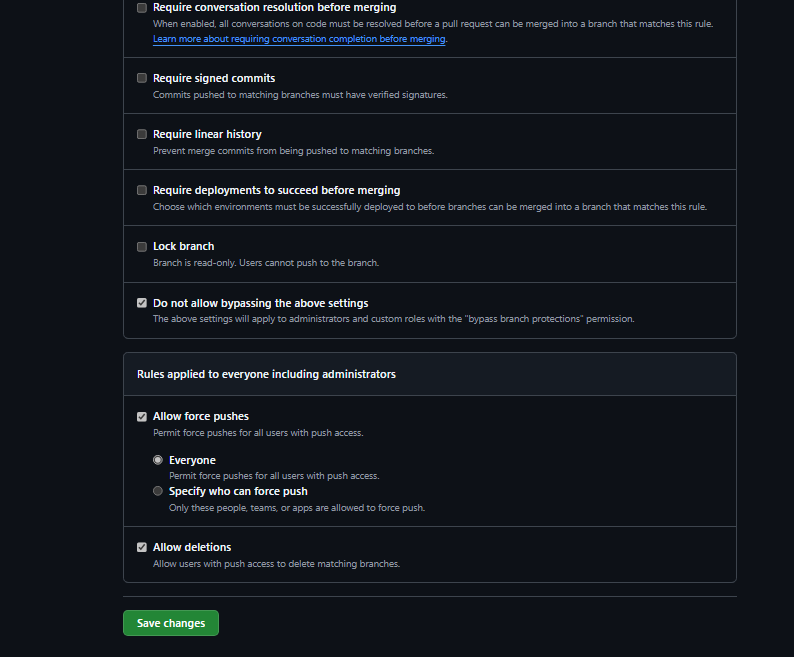 Require conversation resolution before merging
When enabled, all conversations on code must be resolved before a pull request can be merged into a branch that matches this rule.
Learn more about requiring conversation completion before merging.
Require signed commits
Commits pushed to matching branches must have verified signatures.
Require linear history
Prevent merge commits from being pushed to matching branches.
Require deployments to succeed before merging
Choose which environments must be successfully deployed to before branches can be merged into a branch that matches this rule.
Lock branch
Branch is read-only. Users cannot push to the branch.
Do not allow bypassing the above settings
The above settings will apply to administrators and custom roles with the "bypass branch protections" permission.
Rules applied to everyone including administrators
Allow force pushes
Permit force pushes for all users with push access.
Everyone
Permit force pushes for all users with push access.
Specify who can force push
Only these people, teams, or apps are allowed to force push.
Allow deletions
Allow users with push access to delete matching branches.
Save changes